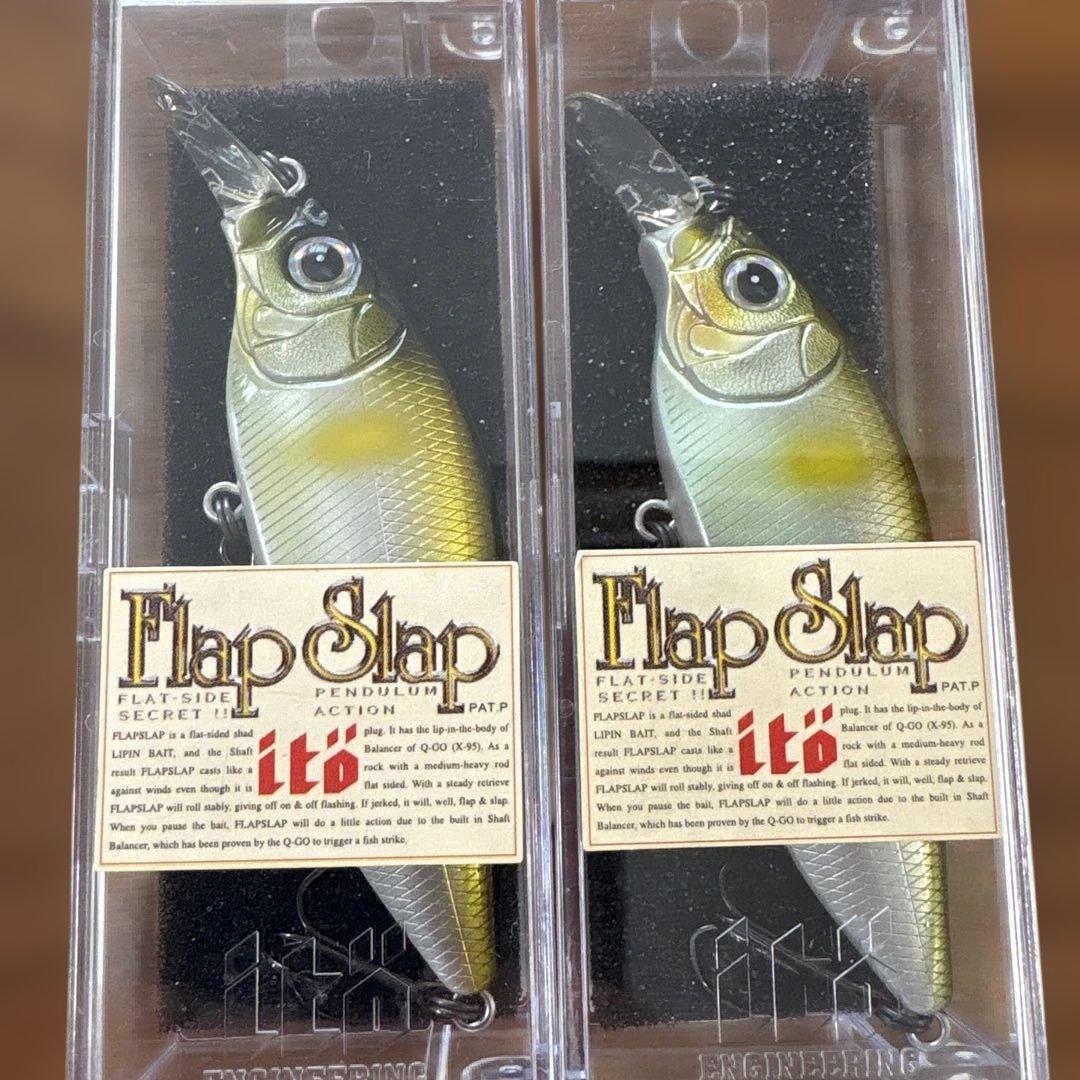 Flap Slap
FLAT-SIDE PENDULUM
SECRET !! ACTION PAT.P
FLAPSLAP is a flat-sided shad plug. It has the lip-in-the-body of
LIPIN BAIT, and the Shaft Balancer of Q-GO (X-95). As a
result FLAPSLAP casts like a rock with a medium-heavy rod
against winds even though it is flat sided. With a steady retrieve
itö
FLAPSLAP will roll stably, giving off on & off flashing. If jerked, it will, well, flap & slap.
When you pause the bait, FLAPSLAP will do a little action due to the built in Shaft
Balancer, which has been proven by the Q-GO to trigger a fish strike.
itö
ENGINEERING
Flap Slap
FLAT-SIDE PENDULUM
SECRET !! ACTION PAT.P
FLAPSLAP is a flat-sided shad plug. It has the lip-in-the-body of
LIPIN BAIT, and the Shaft Balancer of Q-GO (X-95). As a
result FLAPSLAP casts like a rock with a medium-heavy rod
against winds even though it is flat sided. With a steady retrieve
itö
FLAPSLAP will roll stably, giving off on & off flashing. If jerked, it will, well, flap & slap.
When you pause the bait, FLAPSLAP will do a little action due to the built in Shaft
Balancer, which has been proven by the Q-GO to trigger a fish strike.
itö
ENGINEERING